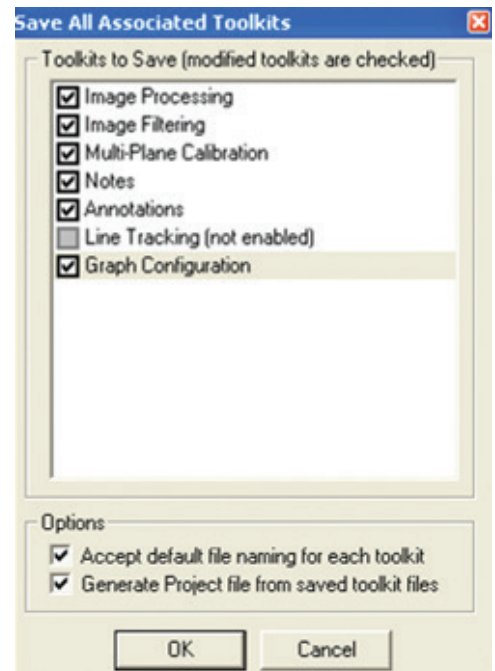 Save All Associated Toolkits
Toolkits to Save (modified toolkits are checked)
Image Processing
Image Filtering
Multi-Plane Calibration
Notes
Annotations
Line Tracking (not enabled)
Graph Configuration
Options
Accept default file naming for each toolkit
Generate Project file from saved toolkit files
OK
Cancel